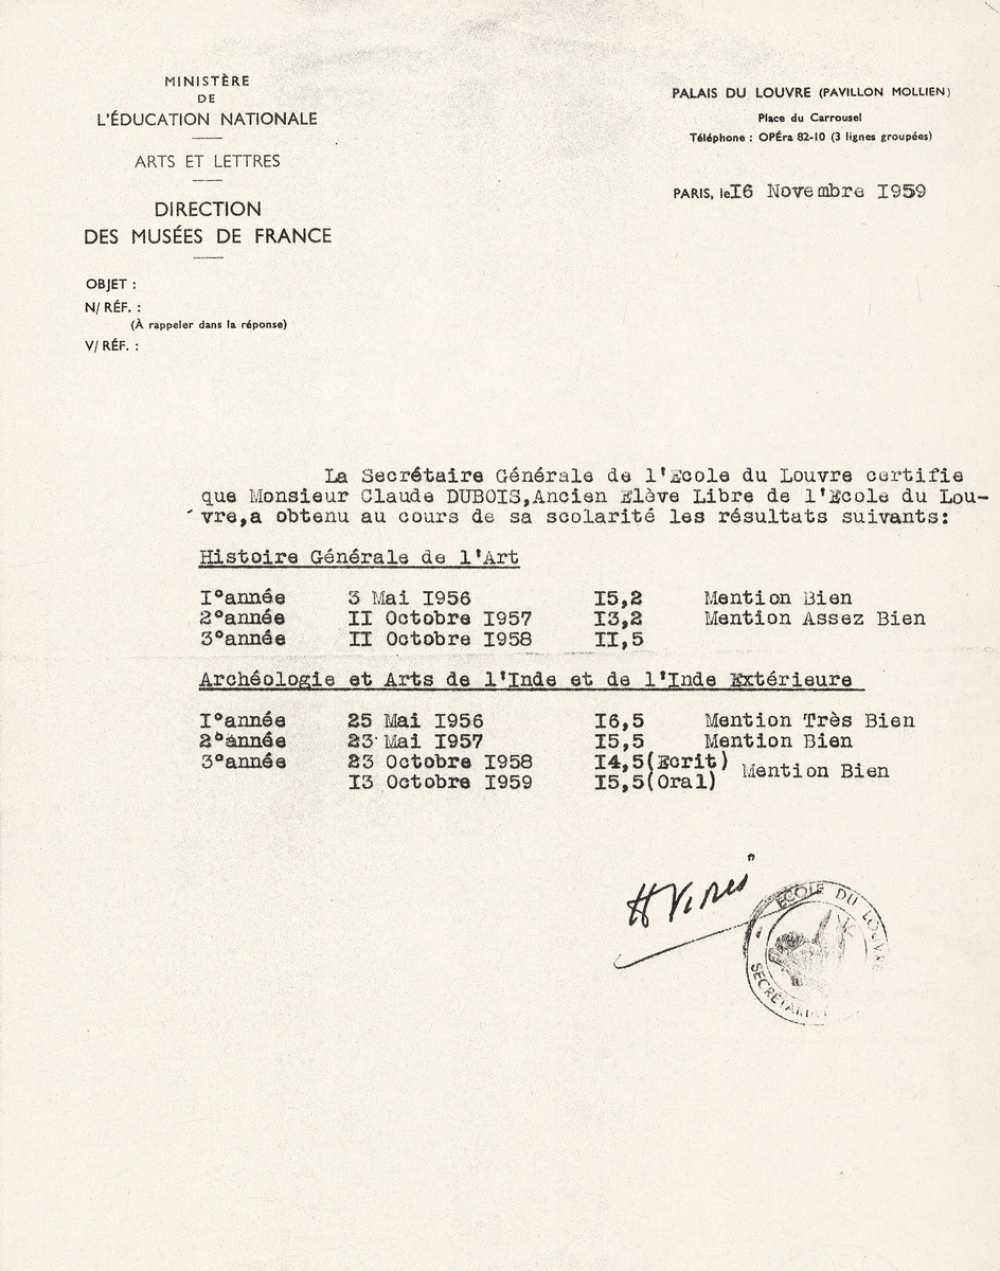 MINISTÈRE
DE
L'ÉDUCATION NATIONALE
ARTS ET LETTRES
DIRECTION
DES MUSÉES DE FRANCE
OBJET :
N/ RÉF. :
(À rappeler dans la réponse)
V/ RÉF. :
PALAIS DU LOUVRE (PAVILLON MOLLIEN)
Place du Carrousel
Téléphone : OPÉra 82-10 (3 lignes groupées)
PARIS, le I6 Novembre I959
La Secrétaire Générale de l'Ecole du Louvre certifie
que Monsieur Claude DUBOIS,Ancien Elève Libre de l'Ecole du Lou-
vre,a obtenu au cours de sa scolarité les résultats suivants:
Histoire Générale de l'Art
I°année 3 Mai I956 I5,2 Mention Bien
2°année II Octobre I957 I3,2 Mention Assez Bien
3°année II Octobre I958 II,5
Archéologie et Arts de l'Inde et de l'Inde Extérieure
I°année 25 Mai I956 I6,5 Mention Très Bien
2°année 23 Mai I957 I5,5 Mention Bien
3°année 23 Octobre I958 I4,5(Ecrit)
Mention Bien
I3 Octobre I959 I5,5(Oral)
ECOLE DU LOUVRE
SECRÉTARIAT